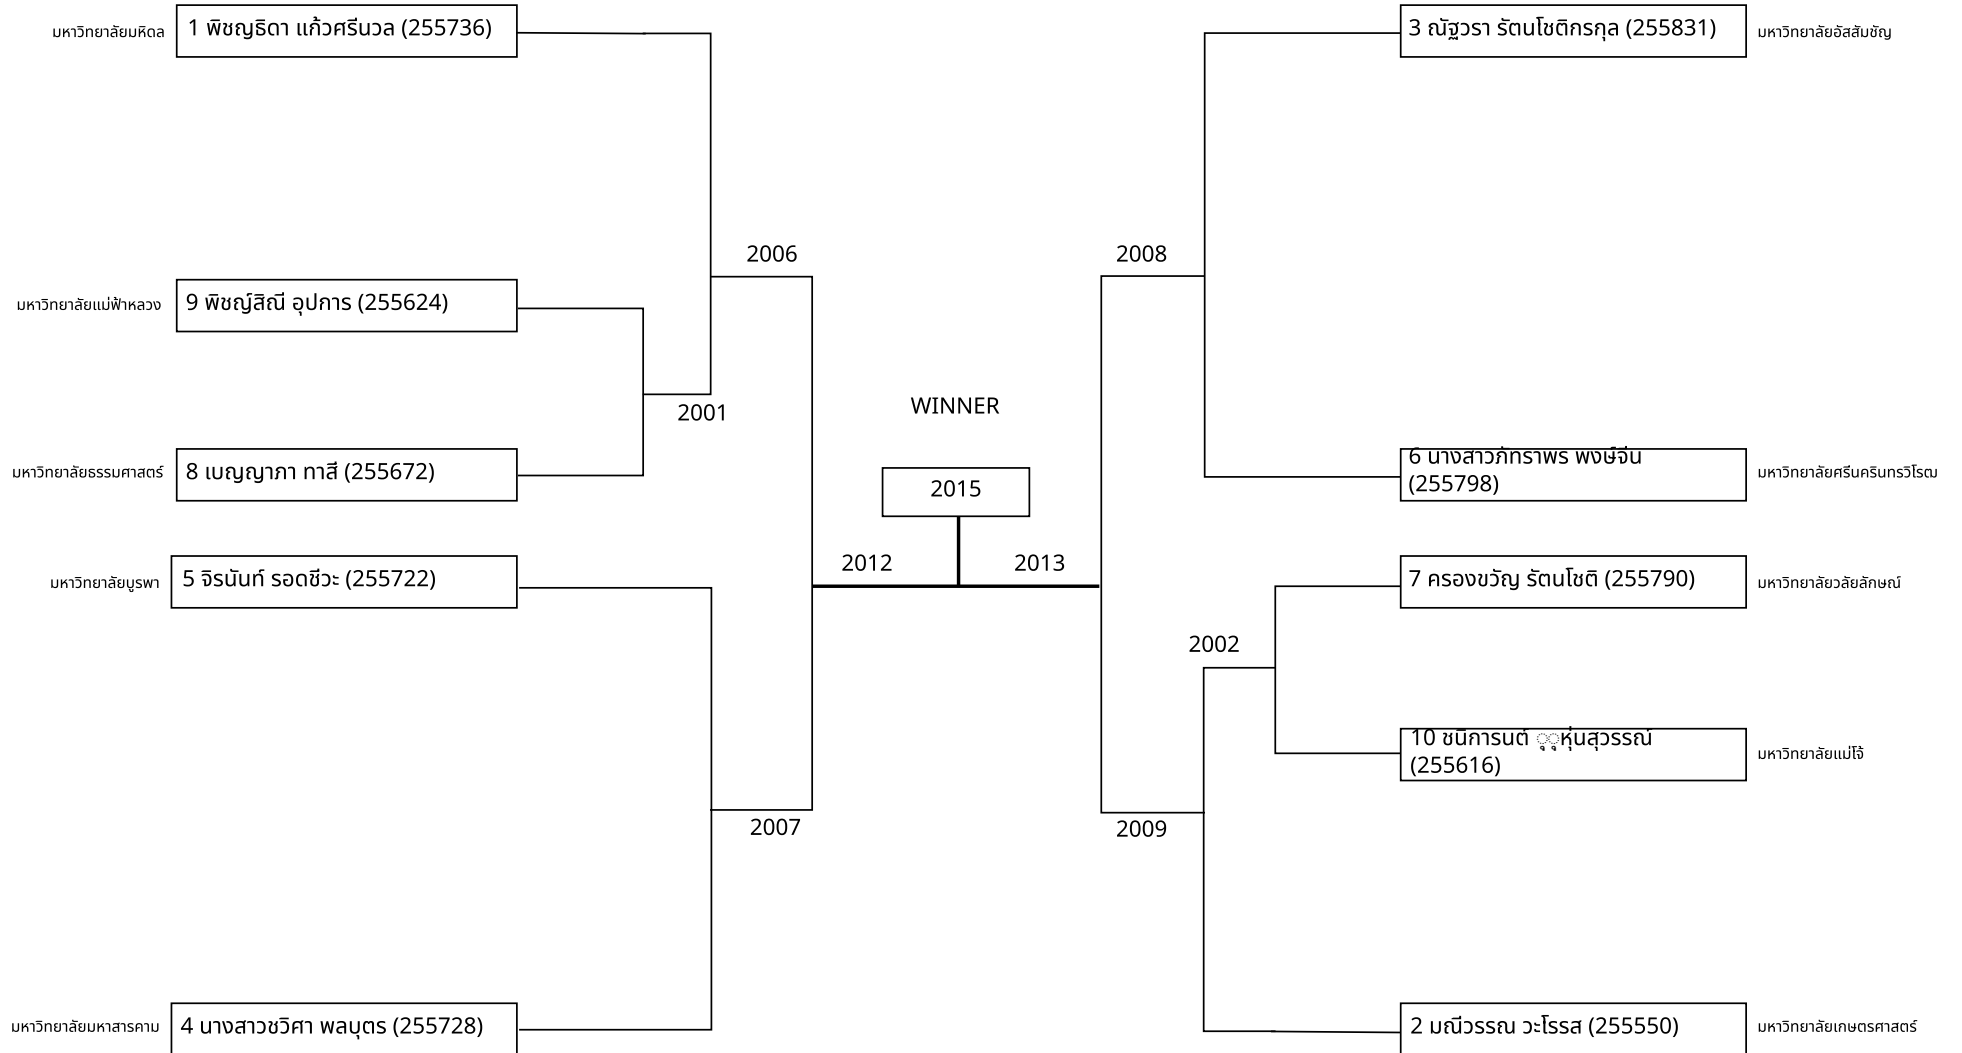 มหาวิทยาลัยมหิดล
1 พิชญธิดา แก้วศรีนวล (255736)
3 ณัฐวรา รัตนโชติกรกุล (255831)
มหาวิทยาลัยอัสสัมชัญ
2006
2008
มหาวิทยาลัยแม่ฟ้าหลวง
9 พิชญ์สิณี อุปการ (255624)
2001
WINNER
มหาวิทยาลัยธรรมศาสตร์
8 เบญญาภา ทาสี (255672)
2015
6 นางสาวภัทราพร พงษ์จีน
(255798)
มหาวิทยาลัยศรีนครินทรวิโรฒ
2012
2013
มหาวิทยาลัยบูรพา
5 จิรนันท์ รอดชีวะ (255722)
7 ครองขวัญ รัตนโชติ (255790)
มหาวิทยาลัยวลัยลักษณ์
2002
10 ชนิการนต์ ุุหุ่นสุวรรณ์
(255616)
มหาวิทยาลัยแม่โจ้
2007
2009
มหาวิทยาลัยมหาสารคาม
4 นางสาวชวิศา พลบุตร (255728)
2 มณีวรรณ วะโรรส (255550)
มหาวิทยาลัยเกษตรศาสตร์